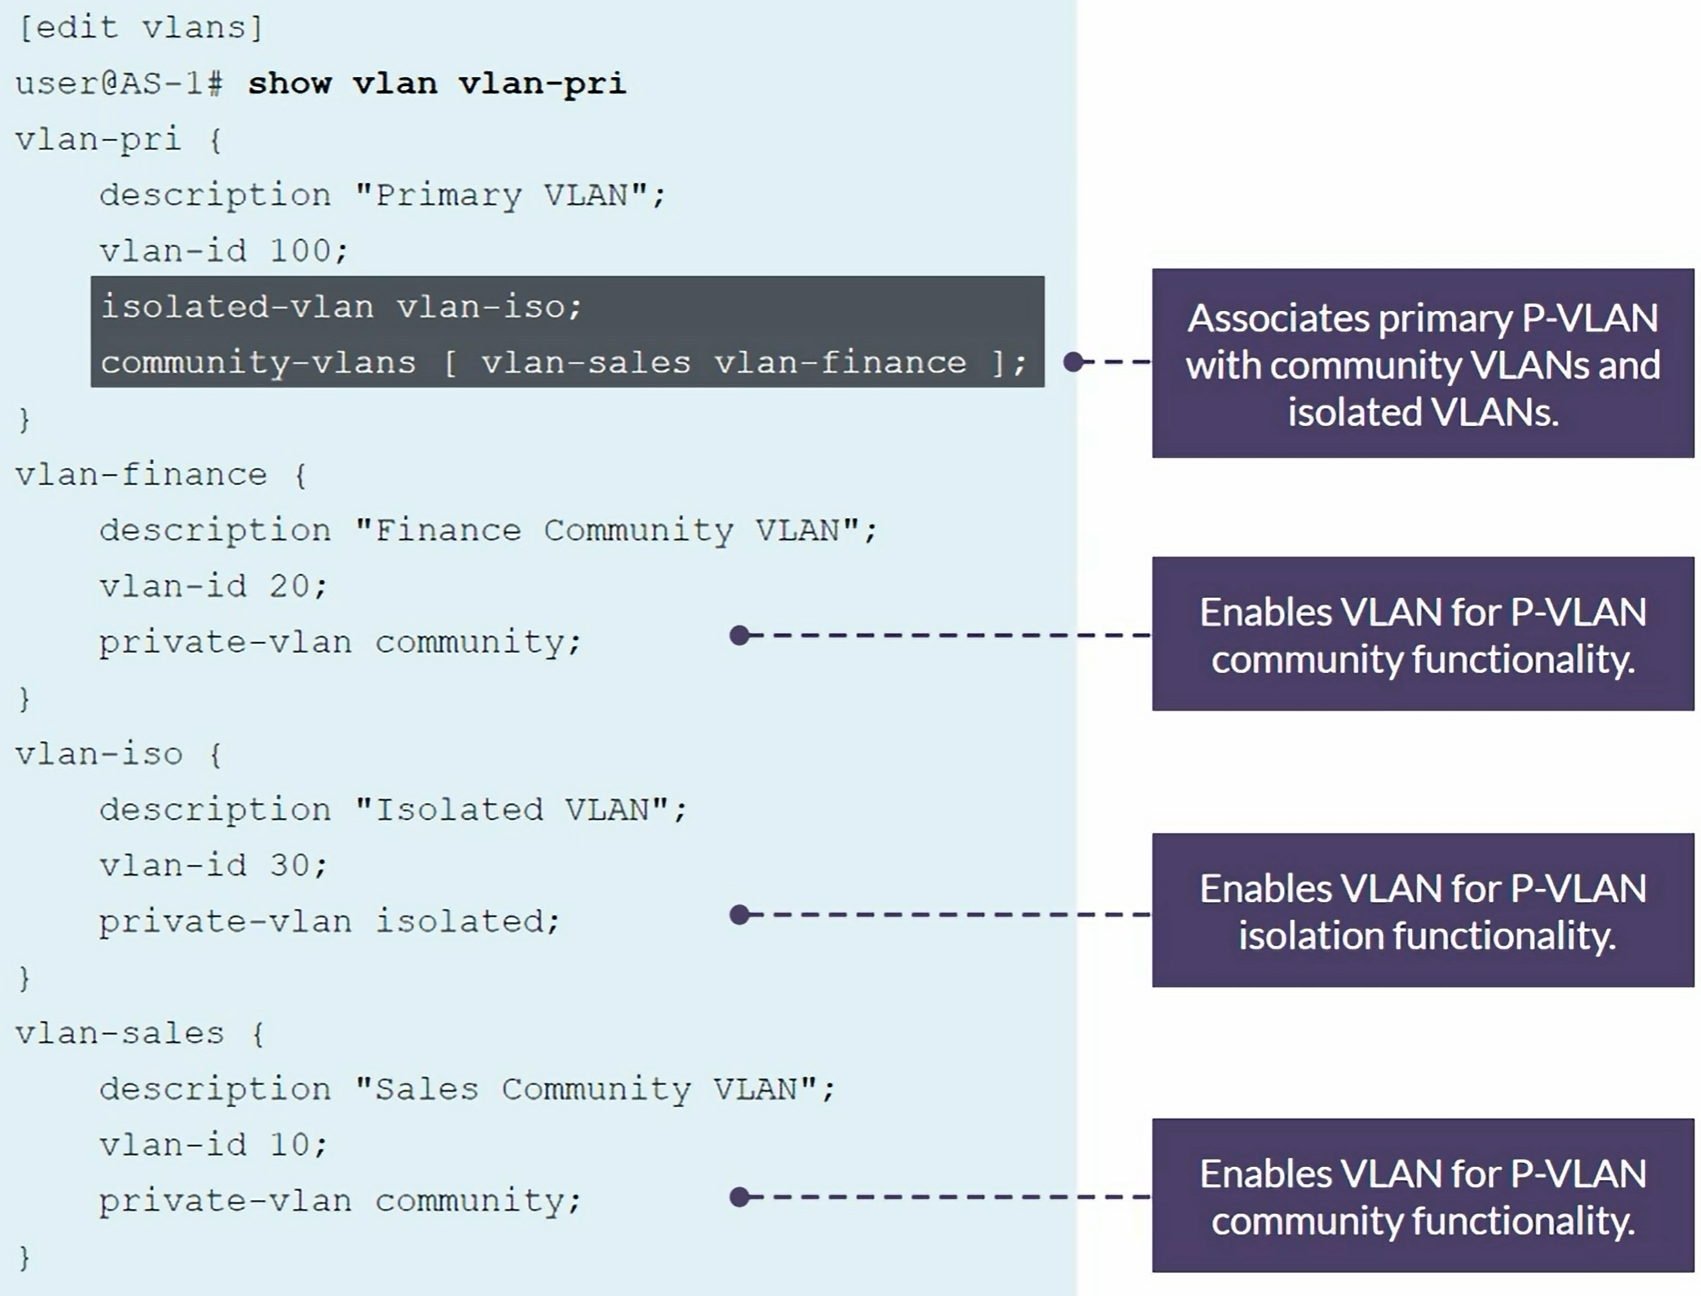 [edit vlans]
user@AS-1# show vlan vlan-pri
vlan-pri {
description "Primary VLAN";
vlan-id 100;
isolated-vlan vlan-iso;
community-vlans [ vlan-sales vlan-finance ];
}
vlan-finance {
description "Finance Community VLAN";
vlan-id 20;
private-vlan community;
}
vlan-iso {
description "Isolated VLAN";
vlan-id 30;
private-vlan isolated;
}
vlan-sales {
description "Sales Community VLAN";
vlan-id 10;
private-vlan community;
}
Associates primary P-VLAN
with community VLANs and
isolated VLANs.
Enables VLAN for P-VLAN
community functionality.
Enables VLAN for P-VLAN
isolation functionality.
Enables VLAN for P-VLAN
community functionality.